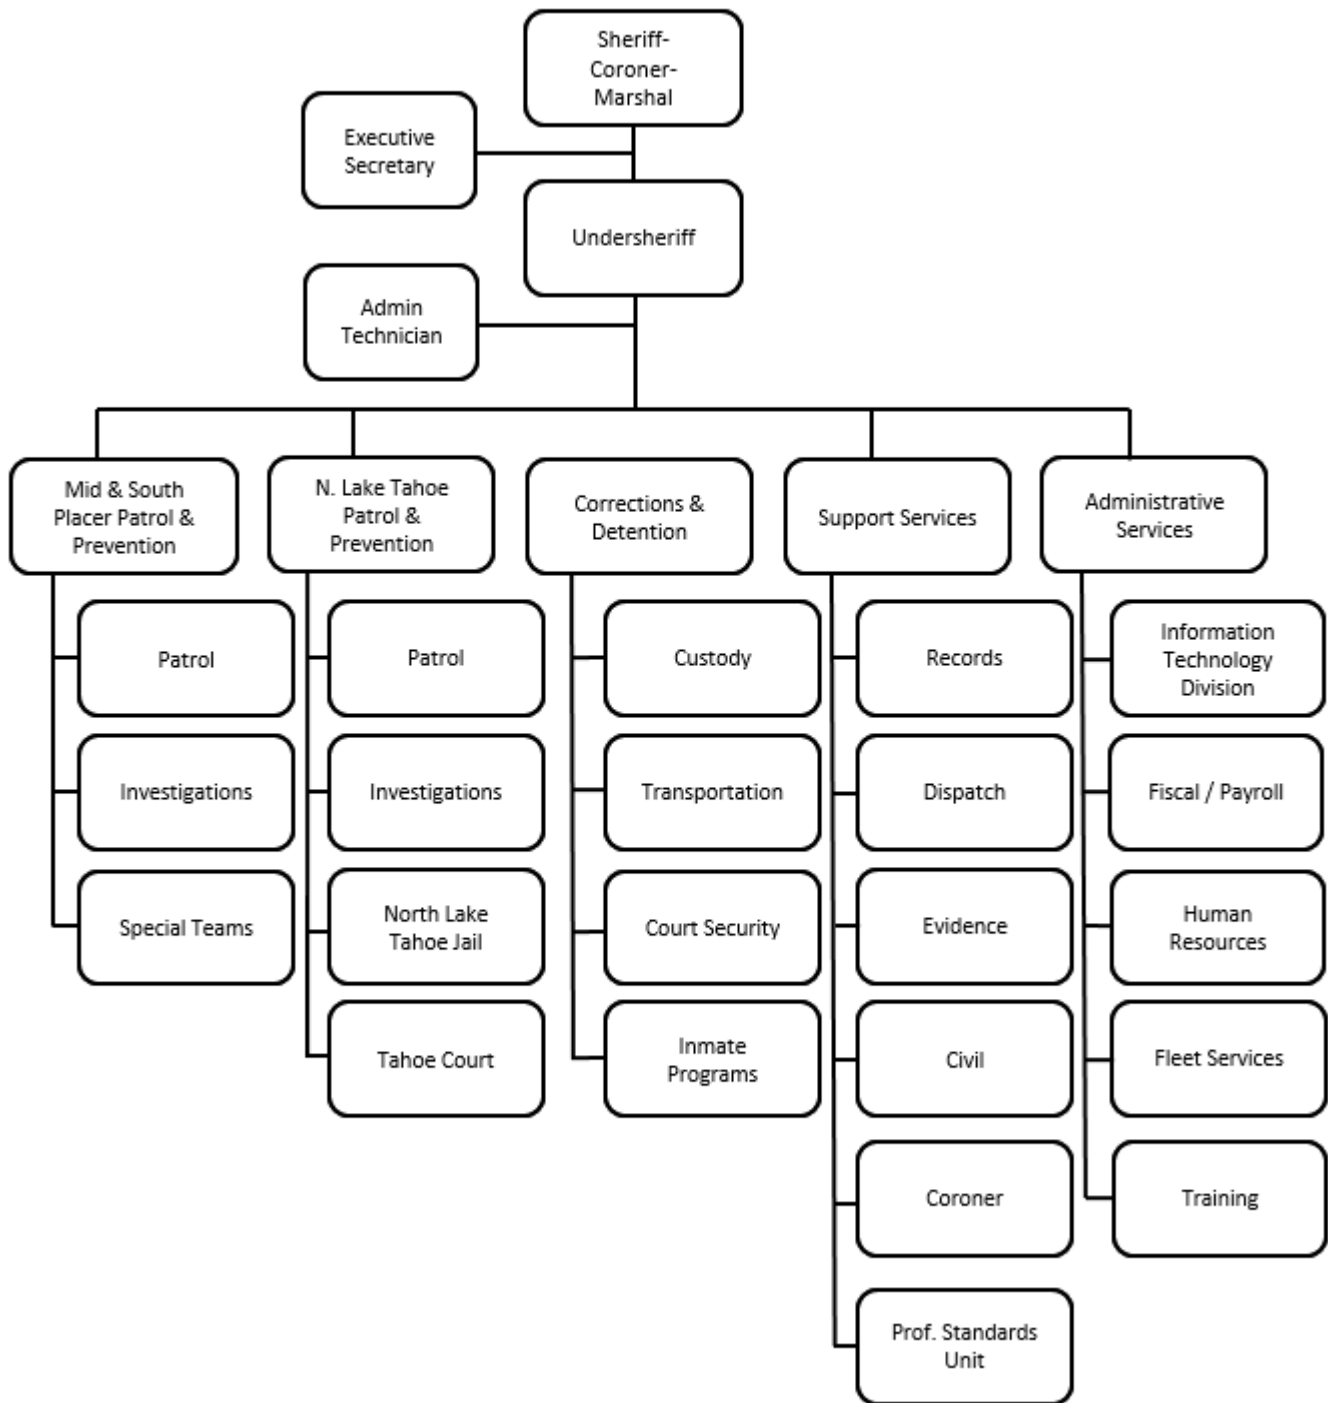 Sheriff-
Coroner-
Marshal
Executive
Secretary
Undersheriff
Admin
Technician
Mid & South
Placer Patrol &
Prevention
N. Lake Tahoe
Patrol &
Prevention
Corrections &
Detention
Support Services
Administrative
Services
Patrol
Investigations
Special Teams
Patrol
Investigations
North Lake
Tahoe Jail
Tahoe Court
Custody
Transportation
Court Security
Inmate
Programs
Records
Dispatch
Evidence
Civil
Coroner
Prof. Standards
Unit
Information
Technology
Division
Fiscal / Payroll
Human
Resources
Fleet Services
Training